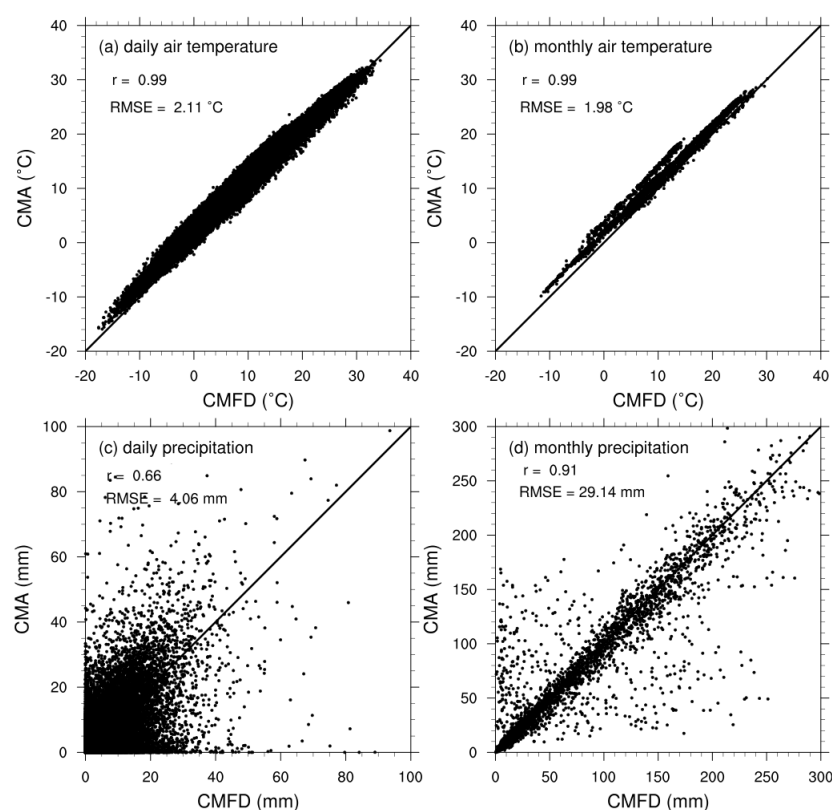 (a) daily air temperature
r = 0.99
RMSE = 2.11 °C
CMA (°C)
40
30
20
10
0
-10
-20
-20 -10 0 10 20 30 40
CMFD (°C)
(b) monthly air temperature
r = 0.99
RMSE = 1.98 °C
CMA (°C)
40
30
20
10
0
-10
-20
-20 -10 0 10 20 30 40
CMFD (°C)
(c) daily precipitation
r = 0.66
RMSE = 4.06 mm
CMA (mm)
100
80
60
40
20
0
0 20 40 60 80 100
CMFD (mm)
(d) monthly precipitation
r = 0.91
RMSE = 29.14 mm
CMA (mm)
300
250
200
150
100
50
0
0 50 100 150 200 250 300
CMFD (mm)